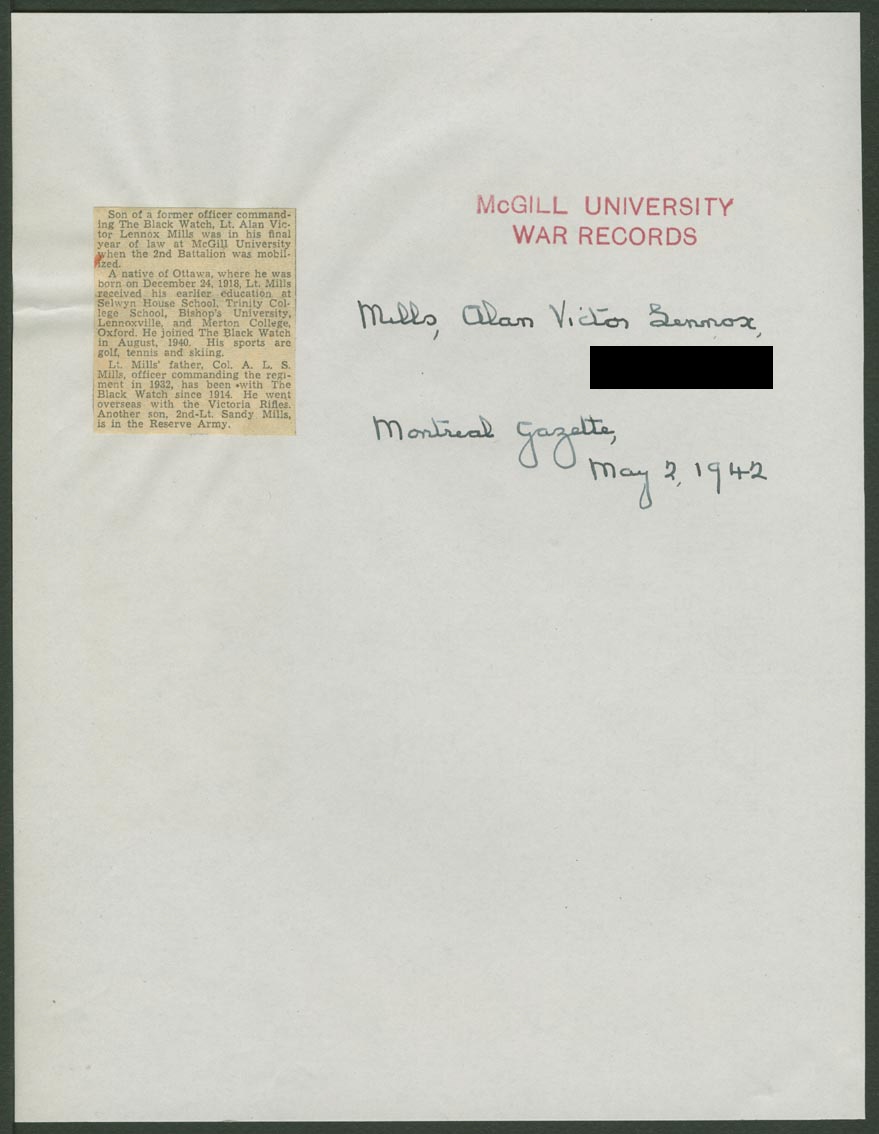 McGILL UNIVERSITY
WAR RECORDS
Son of a former officer command-
ing The Black Watch, Lt. Alan Vic-
tor Lennox Mills was in his final
year of law at McGill University
when the 2nd Battalion was mobil-
ized.
A native of Ottawa, where he was
born on December 24, 1918, Lt. Mills
received his earlier education at
Selwyn House School, Trinity Col-
lege School, Bishop's University,
Lennoxville, and Merton College,
Oxford. He joined The Black Watch
in August, 1940. His sports are
golf, tennis and skiing.
Lt. Mills' father, Col. A. L. S.
Mills, officer commanding the regi-
ment in 1932, has been with The
Black Watch since 1914. He went
overseas with the Victoria Rifles.
Another son, 2nd-Lt. Sandy Mills,
is in the Reserve Army.
Mills, Alan Victor Lennox,
Montreal Gazette,
May 2, 1942